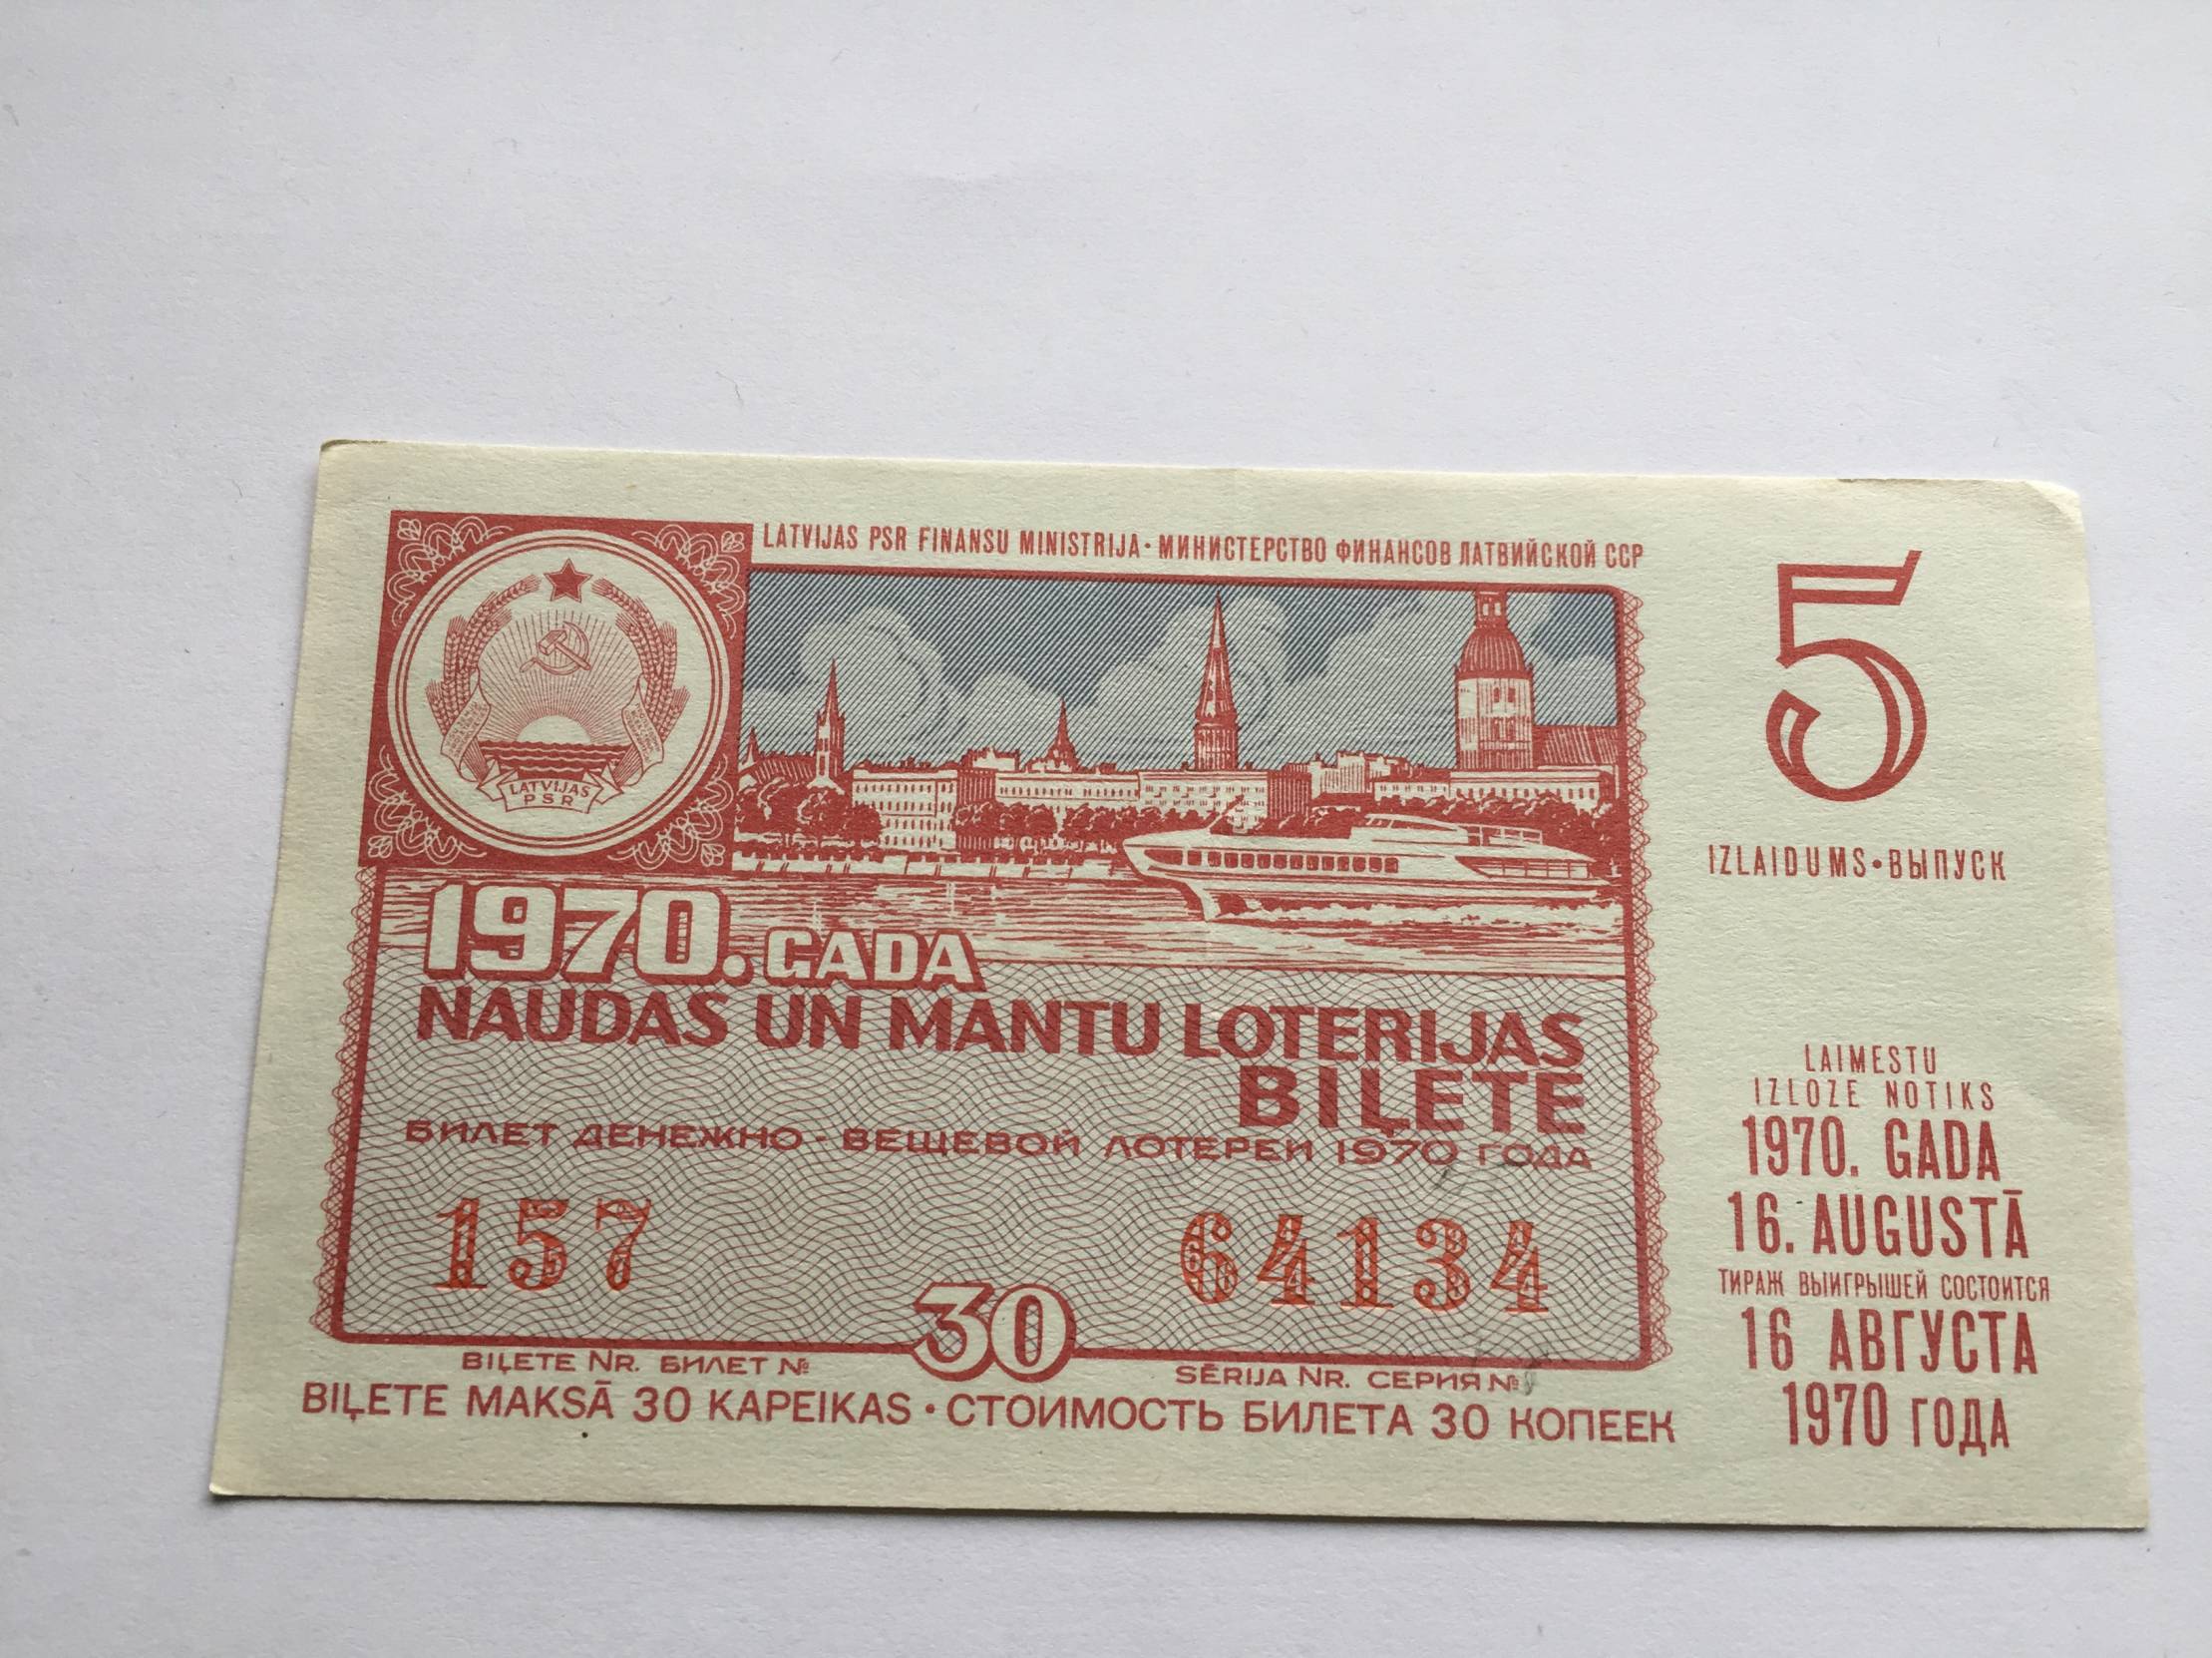 LATVIJAS PSR FINANSU MINISTRIJA • МИНИСТЕРСТВО ФИНАНСОВ ЛАТВИЙСКОЙ ССР
LATVIJAS
PSR
1970. GADA
NAUDAS UN MANTU LOTERIJAS
BIĻETE
БИЛЕТ ДЕНЕЖНО - ВЕЩЕВОЙ ЛОТЕРЕИ 1970 ГОДА
157 64134
30
BIĻETE NR. БИЛЕТ № SĒRIJA NR. СЕРИЯ №
BIĻETE MAKSĀ 30 KAPEIKAS • СТОИМОСТЬ БИЛЕТА 30 КОПЕЕК
5
IZLAIDUMS • ВЫПУСК
LAIMESTU
IZLOZE NOTIKS
1970. GADA
16. AUGUSTĀ
ТИРАЖ ВЫИГРЫШЕЙ СОСТОИТСЯ
16 АВГУСТА
1970 ГОДА